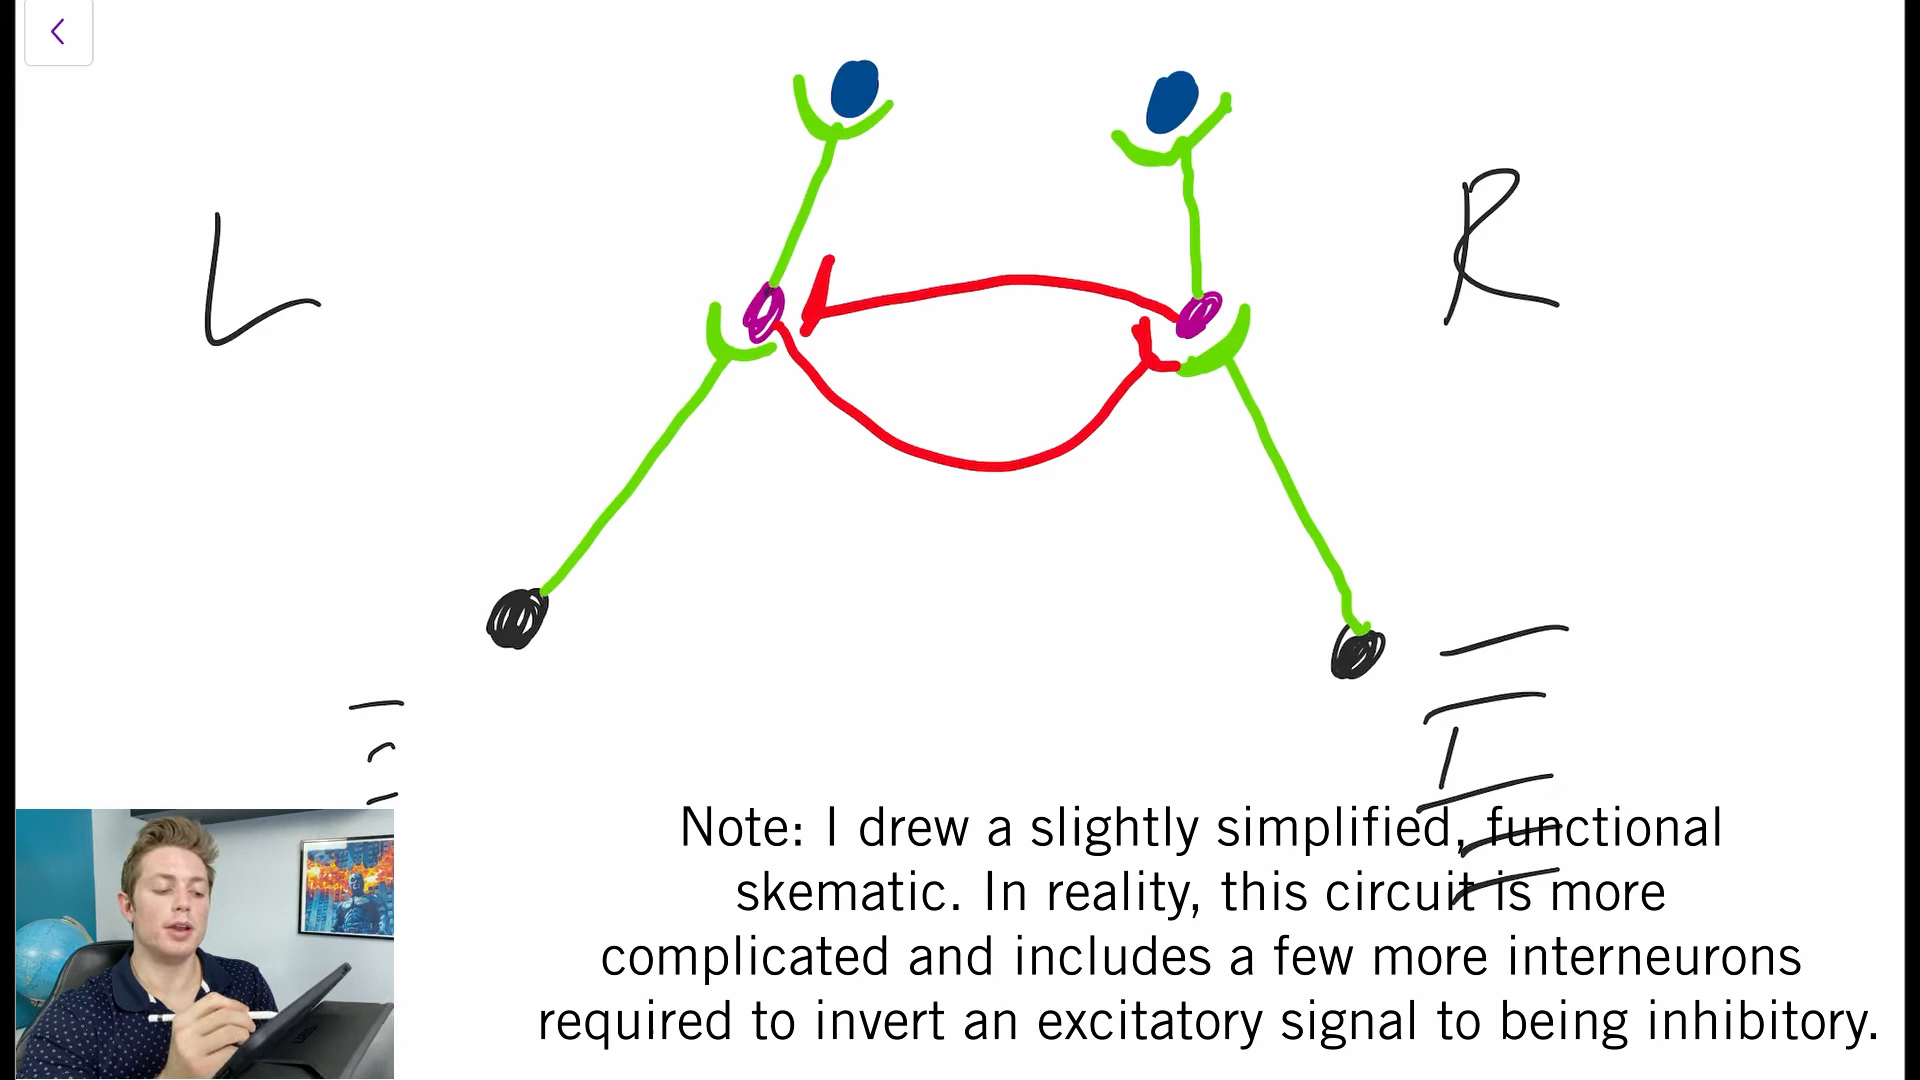 L
R
Note: I drew a slightly simplified, functional
skematic. In reality, this circuit is more
complicated and includes a few more interneurons
required to invert an excitatory signal to being inhibitory.